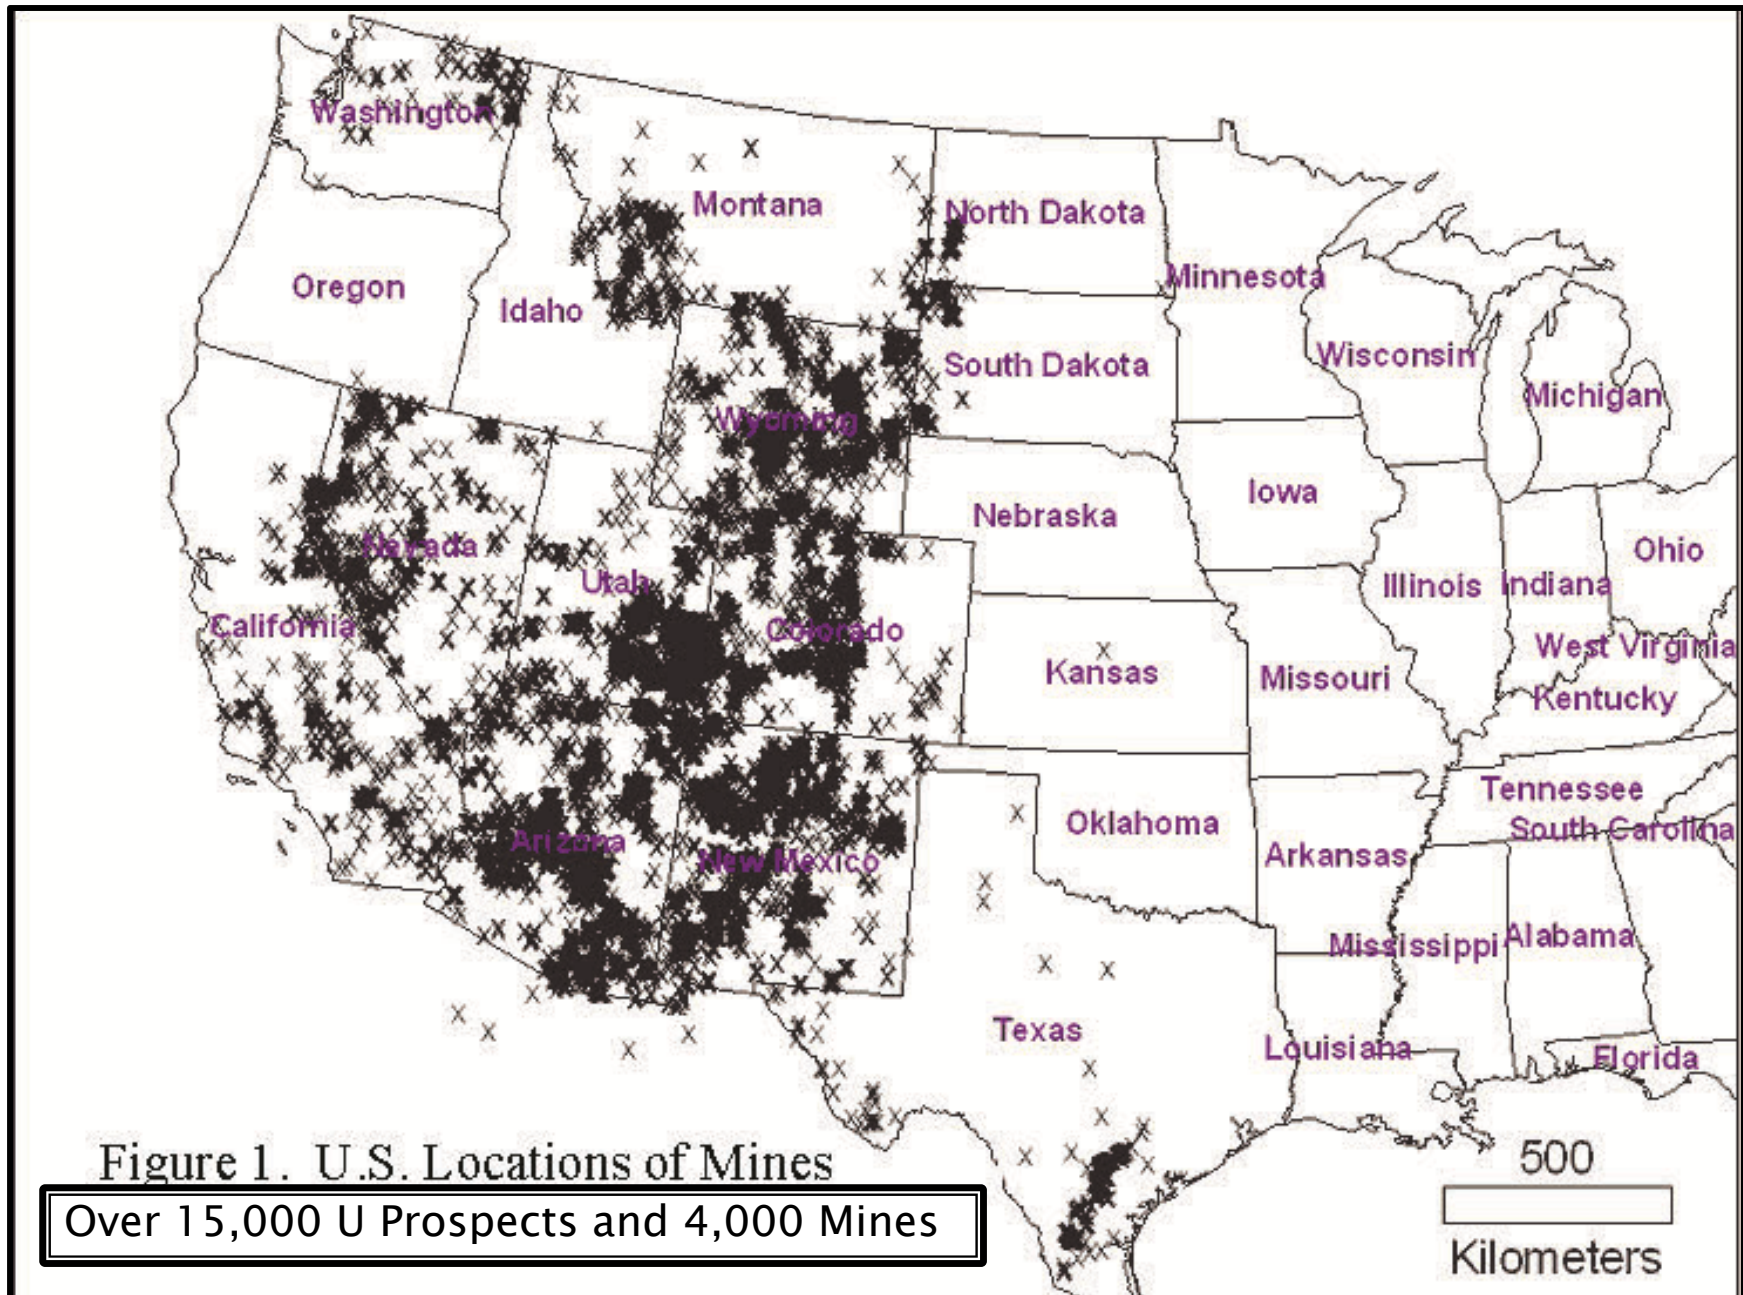 Washington
Montana
North Dakota
Minnesota
Oregon
Idaho
South Dakota
Wisconsin
Michigan
Wyoming
Iowa
Nebraska
Nevada
Ohio
Utah
Illinois
Indiana
California
Colorado
West Virginia
Kansas
Missouri
Kentucky
Tennessee
Oklahoma
South Carolina
Arizona
New Mexico
Arkansas
Mississippi
Alabama
Texas
Louisiana
Florida
Figure 1. U.S. Locations of Mines
500
Over 15,000 U Prospects and 4,000 Mines
Kilometers